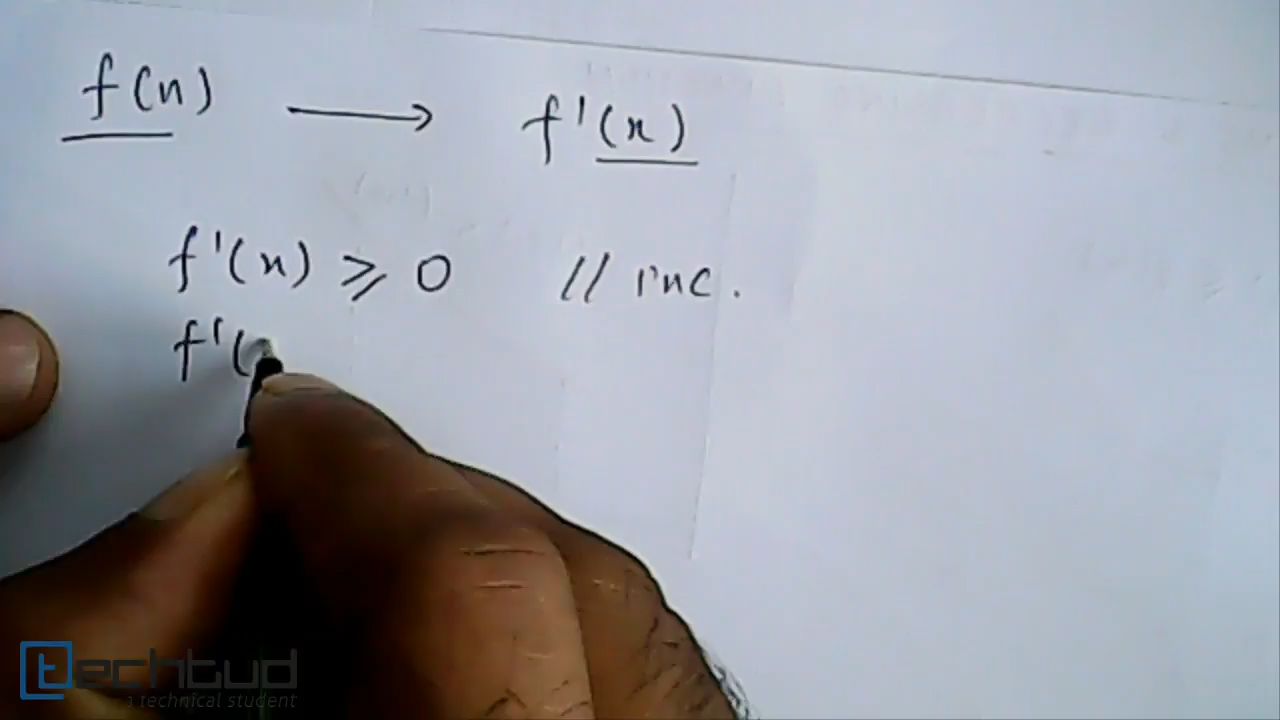 f(x) ⟶ f'(x)
f'(x) ⩾ 0 // inc.
f'(
techtud
a technical student